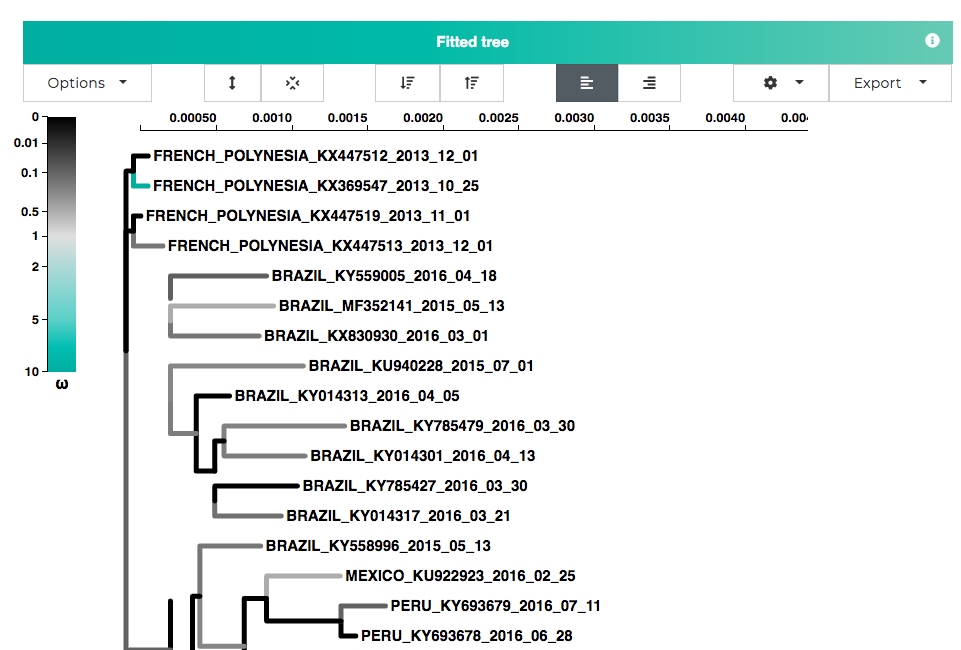 Fitted tree
Options
Export
0.00050 0.0010 0.0015 0.0020 0.0025 0.0030 0.0035 0.0040
0
0.01
0.1
0.5
1
2
5
10
ω
FRENCH_POLYNESIA_KX447512_2013_12_01
FRENCH_POLYNESIA_KX369547_2013_10_25
FRENCH_POLYNESIA_KX447519_2013_11_01
FRENCH_POLYNESIA_KX447513_2013_12_01
BRAZIL_KY559005_2016_04_18
BRAZIL_MF352141_2015_05_13
BRAZIL_KX830930_2016_03_01
BRAZIL_KU940228_2015_07_01
BRAZIL_KY014313_2016_04_05
BRAZIL_KY785479_2016_03_30
BRAZIL_KY014301_2016_04_13
BRAZIL_KY785427_2016_03_30
BRAZIL_KY014317_2016_03_21
BRAZIL_KY558996_2015_05_13
MEXICO_KU922923_2016_02_25
PERU_KY693679_2016_07_11
PERU_KY693678_2016_06_28